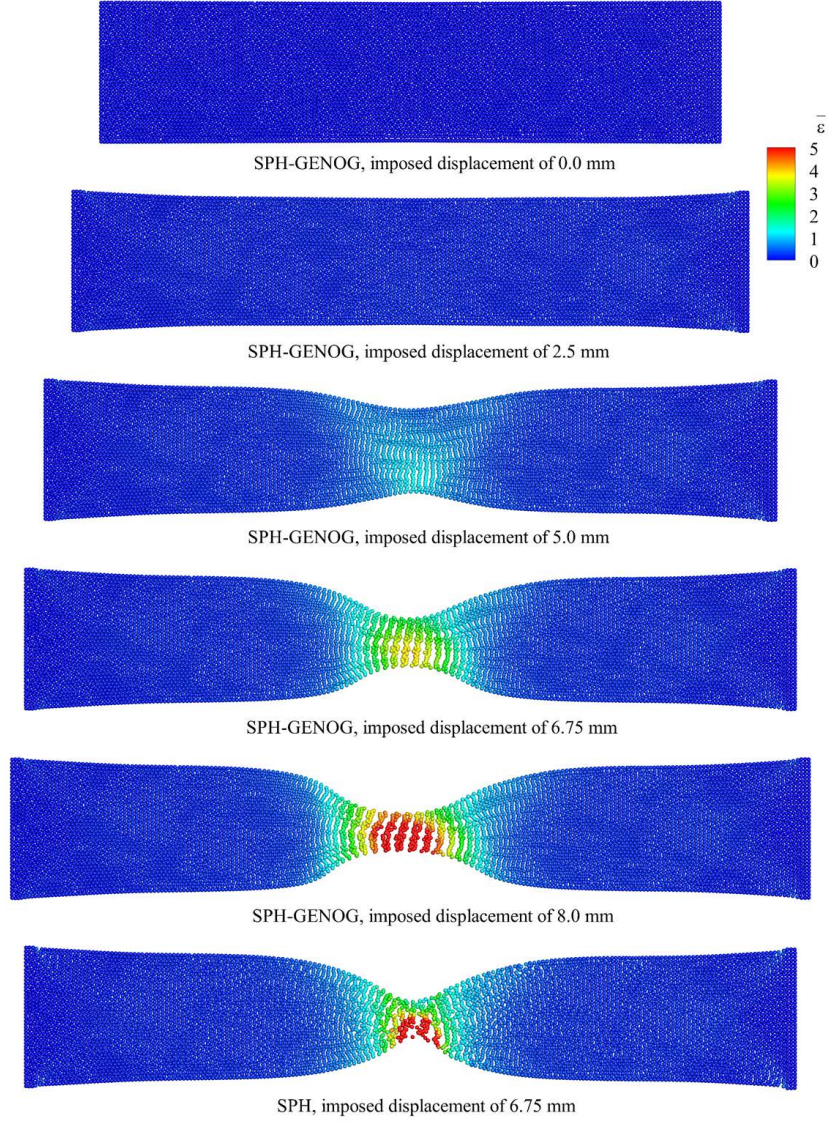 SPH-GENOG, imposed displacement of 0.0 mm
ε̄
5
4
3
2
1
0
SPH-GENOG, imposed displacement of 2.5 mm
SPH-GENOG, imposed displacement of 5.0 mm
SPH-GENOG, imposed displacement of 6.75 mm
SPH-GENOG, imposed displacement of 8.0 mm
SPH, imposed displacement of 6.75 mm